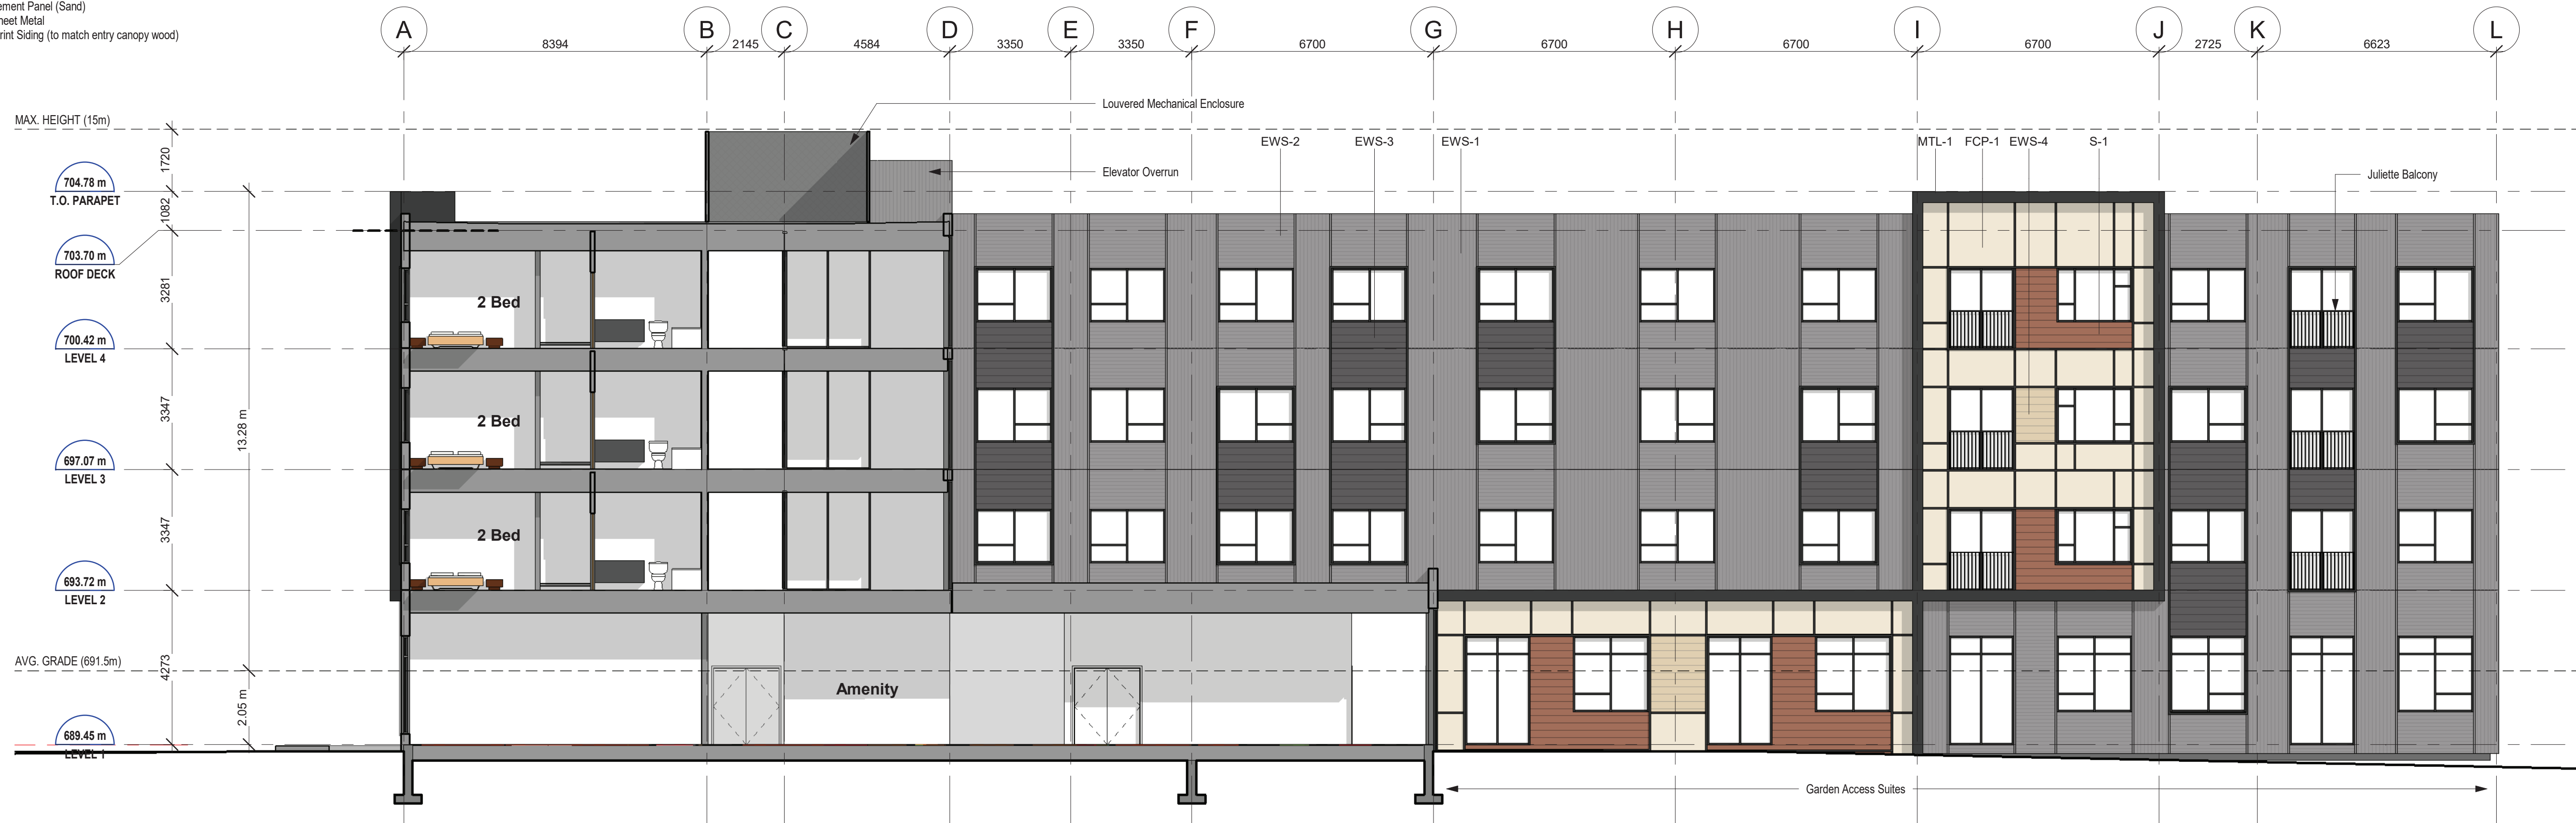 ement Panel (Sand)
heet Metal
rint Siding (to match entry canopy wood)
A B C D E F G H I J K L
8394 2145 4584 3350 3350 6700 6700 6700 6700 2725 6623
Louvered Mechanical Enclosure
MAX. HEIGHT (15m)
EWS-2 EWS-3 EWS-1 MTL-1 FCP-1 EWS-4 S-1
1720
Elevator Overrun
Juliette Balcony
704.78 m
T.O. PARAPET
1082
703.70 m
ROOF DECK
3281
2 Bed
700.42 m
LEVEL 4
3347
13.28 m
2 Bed
697.07 m
LEVEL 3
3347
2 Bed
693.72 m
LEVEL 2
AVG. GRADE (691.5m)
4273
2.05 m
Amenity
689.45 m
LEVEL 1
Garden Access Suites